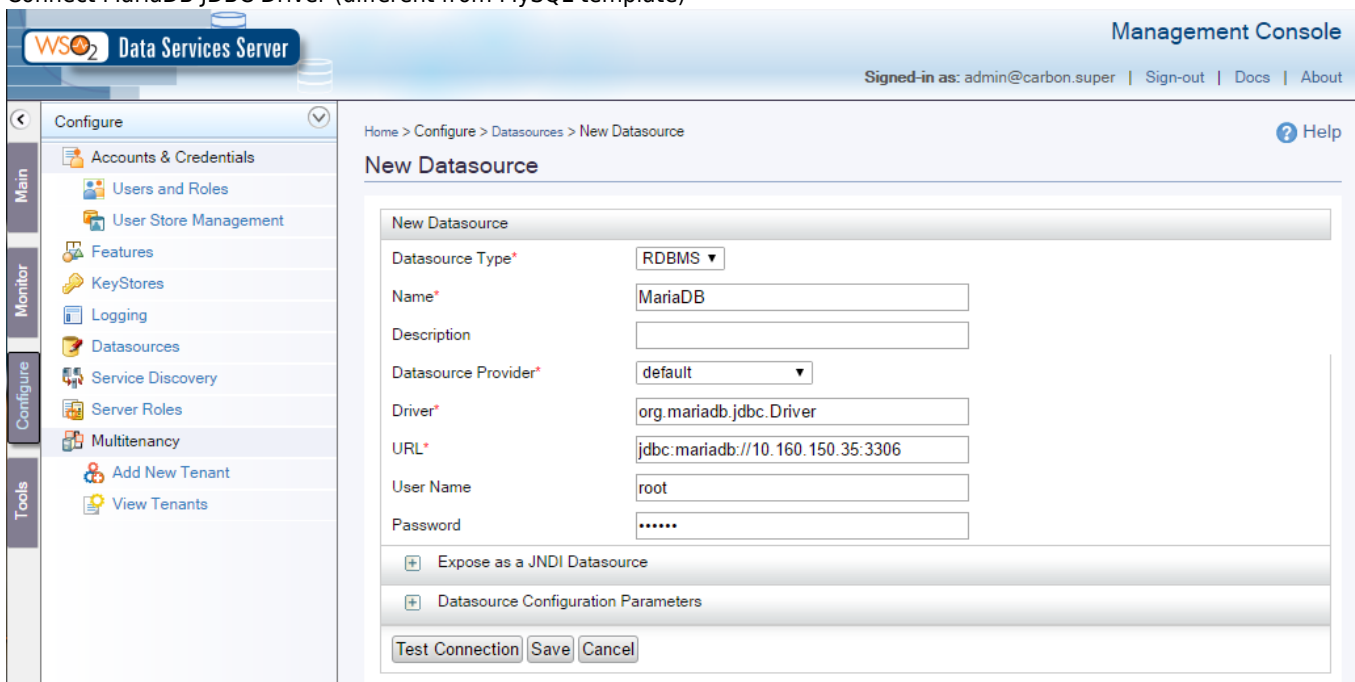 Connect MariaDB JDBC Driver (different from MySQL template)
WSO2 Data Services Server
Management Console
Signed-in as: admin@carbon.super | Sign-out | Docs | About
Main
Monitor
Configure
Tools
Configure
Accounts & Credentials
Users and Roles
User Store Management
Features
KeyStores
Logging
Datasources
Service Discovery
Server Roles
Multitenancy
Add New Tenant
View Tenants
Home > Configure > Datasources > New Datasource
Help
New Datasource
New Datasource
Datasource Type* RDBMS
Name* MariaDB
Description
Datasource Provider* default
Driver* org.mariadb.jdbc.Driver
URL* jdbc:mariadb://10.160.150.35:3306
User Name root
Password ••••••
Expose as a JNDI Datasource
Datasource Configuration Parameters
Test Connection Save Cancel